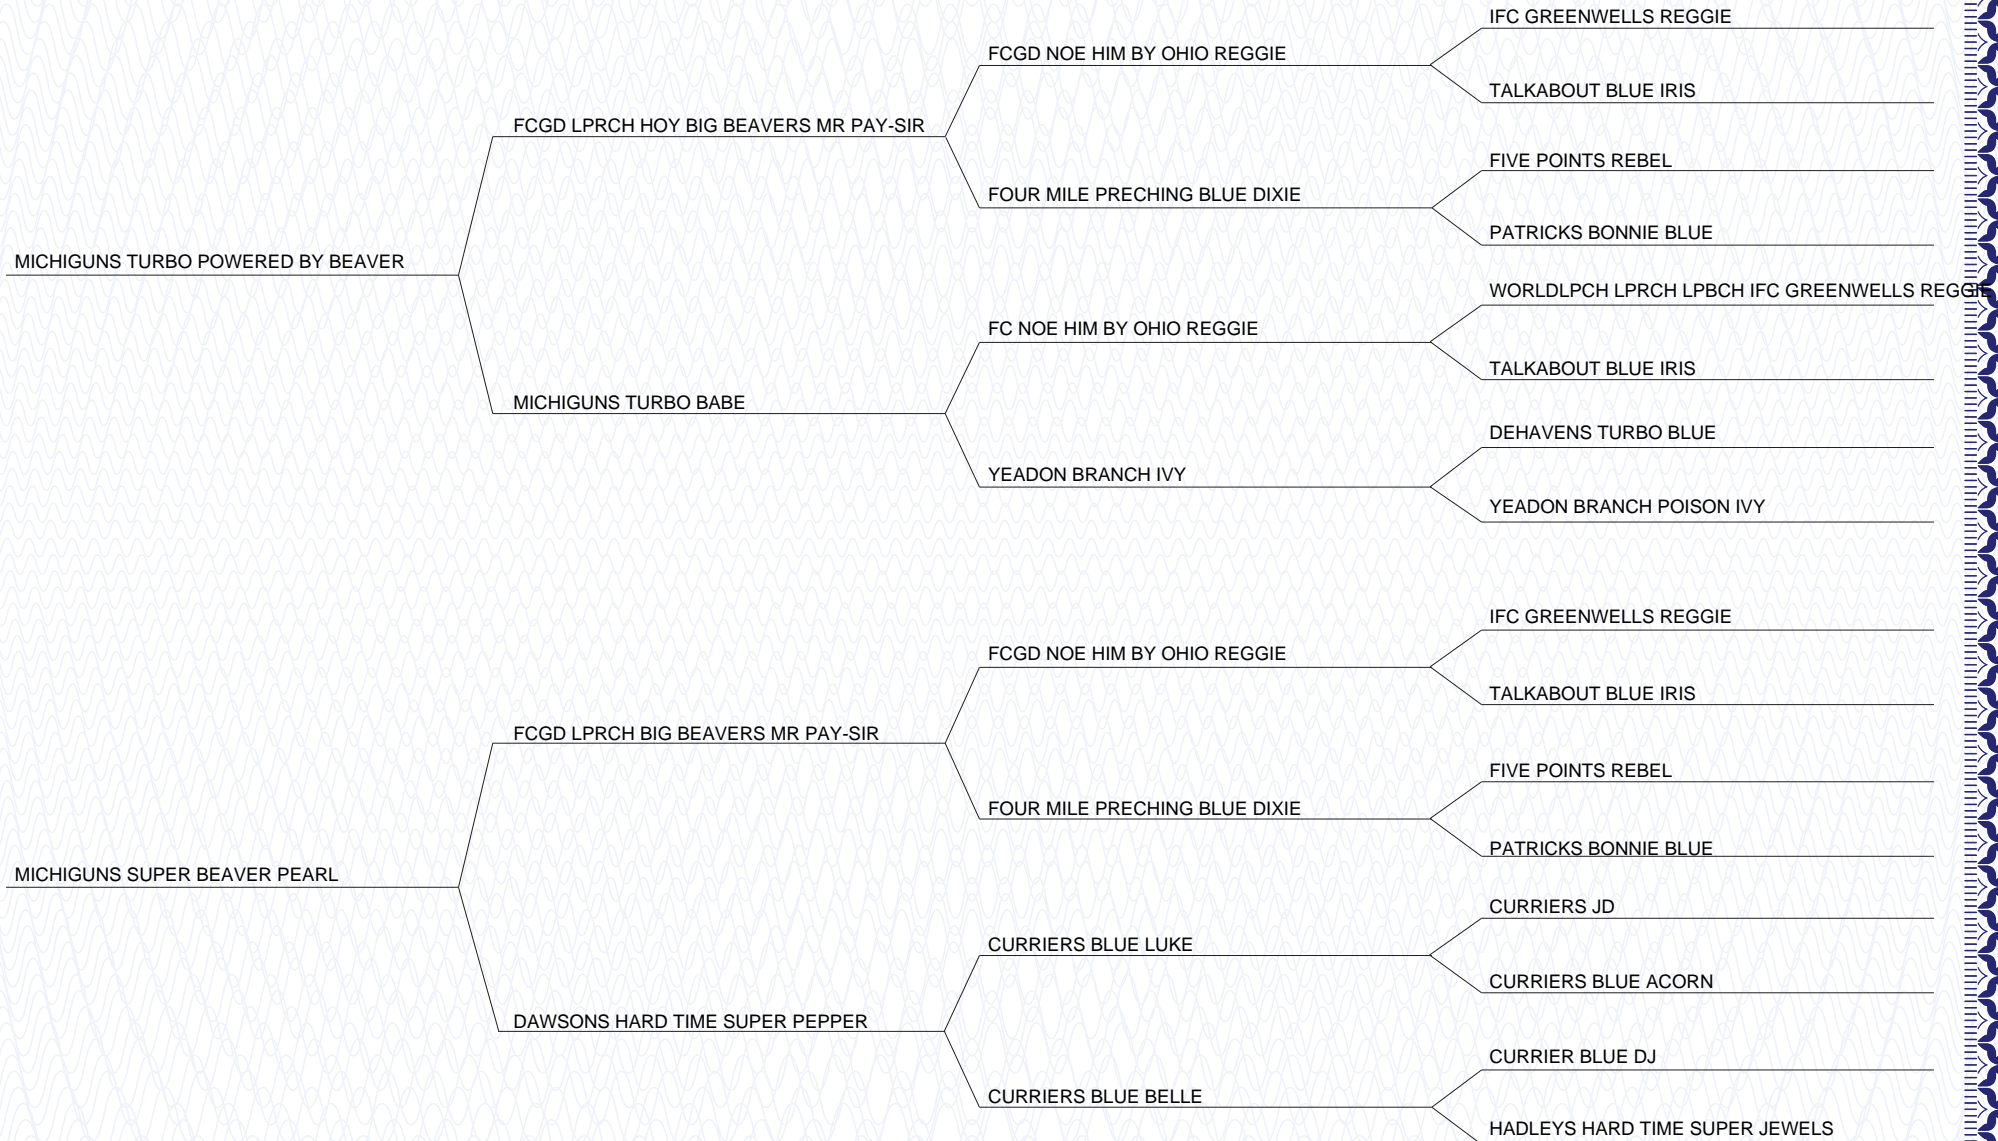 IFC GREENWELLS REGGIE
FCGD NOE HIM BY OHIO REGGIE
TALKABOUT BLUE IRIS
FCGD LPRCH HOY BIG BEAVERS MR PAY-SIR
FIVE POINTS REBEL
FOUR MILE PRECHING BLUE DIXIE
PATRICKS BONNIE BLUE
MICHIGUNS TURBO POWERED BY BEAVER
WORLDLPCH LPRCH LPBCH IFC GREENWELLS REGGIE
FC NOE HIM BY OHIO REGGIE
TALKABOUT BLUE IRIS
MICHIGUNS TURBO BABE
DEHAVENS TURBO BLUE
YEADON BRANCH IVY
YEADON BRANCH POISON IVY
IFC GREENWELLS REGGIE
FCGD NOE HIM BY OHIO REGGIE
TALKABOUT BLUE IRIS
FCGD LPRCH BIG BEAVERS MR PAY-SIR
FIVE POINTS REBEL
FOUR MILE PRECHING BLUE DIXIE
PATRICKS BONNIE BLUE
MICHIGUNS SUPER BEAVER PEARL
CURRIERS JD
CURRIERS BLUE LUKE
CURRIERS BLUE ACORN
DAWSONS HARD TIME SUPER PEPPER
CURRIER BLUE DJ
CURRIERS BLUE BELLE
HADLEYS HARD TIME SUPER JEWELS